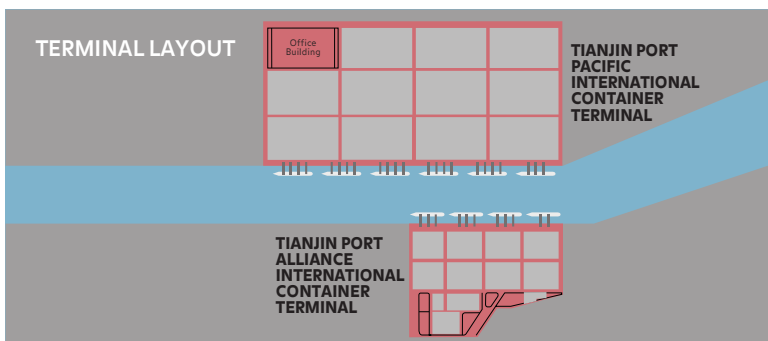 TERMINAL LAYOUT
Office
Building
TIANJIN PORT
PACIFIC
INTERNATIONAL
CONTAINER
TERMINAL
TIANJIN PORT
ALLIANCE
INTERNATIONAL
CONTAINER
TERMINAL